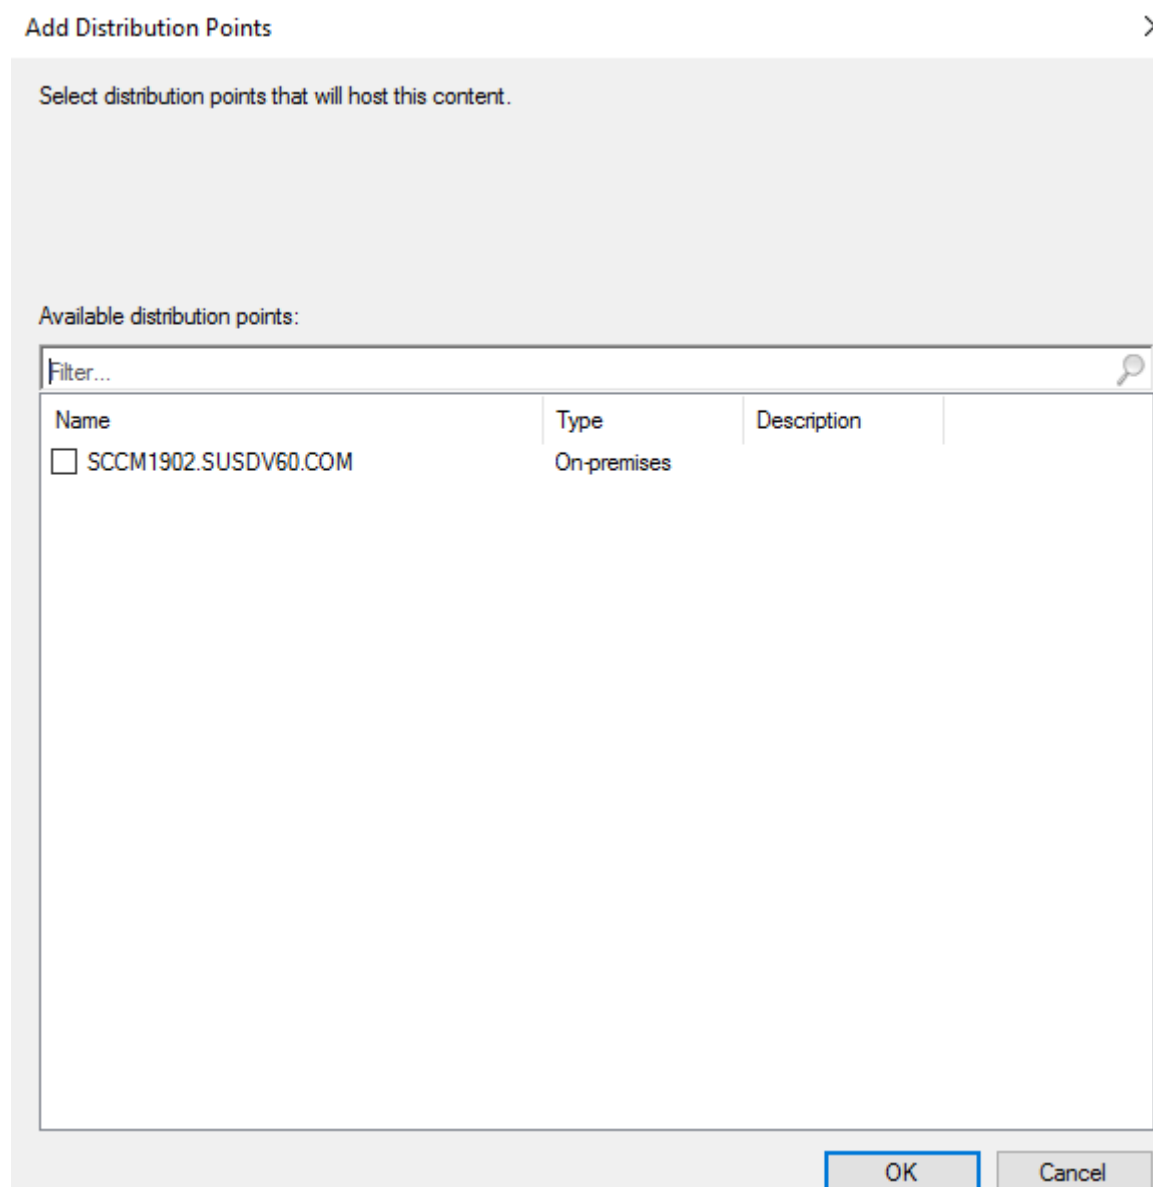 Add Distribution Points
Select distribution points that will host this content.
Available distribution points:
Filter...
Name Type Description
SCCM1902.SUSDV60.COM On-premises
OK Cancel